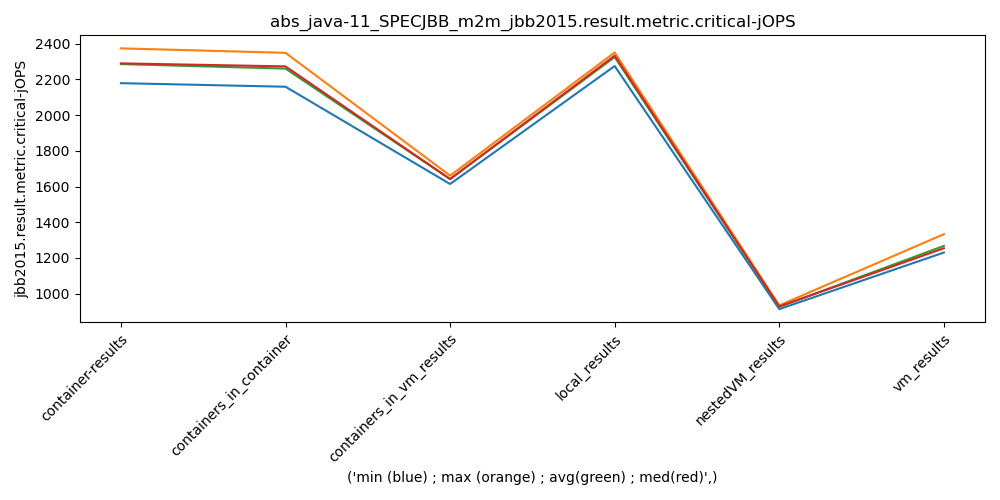 abs_java-11_SPECJBB_m2m_jbb2015.result.metric.critical-jOPS
jbb2015.result.metric.critical-jOPS
2400
2200
2000
1800
1600
1400
1200
1000
container-results
containers_in_container
containers_in_vm_results
local_results
nestedVM_results
vm_results
('min (blue) ; max (orange) ; avg(green) ; med(red)',)